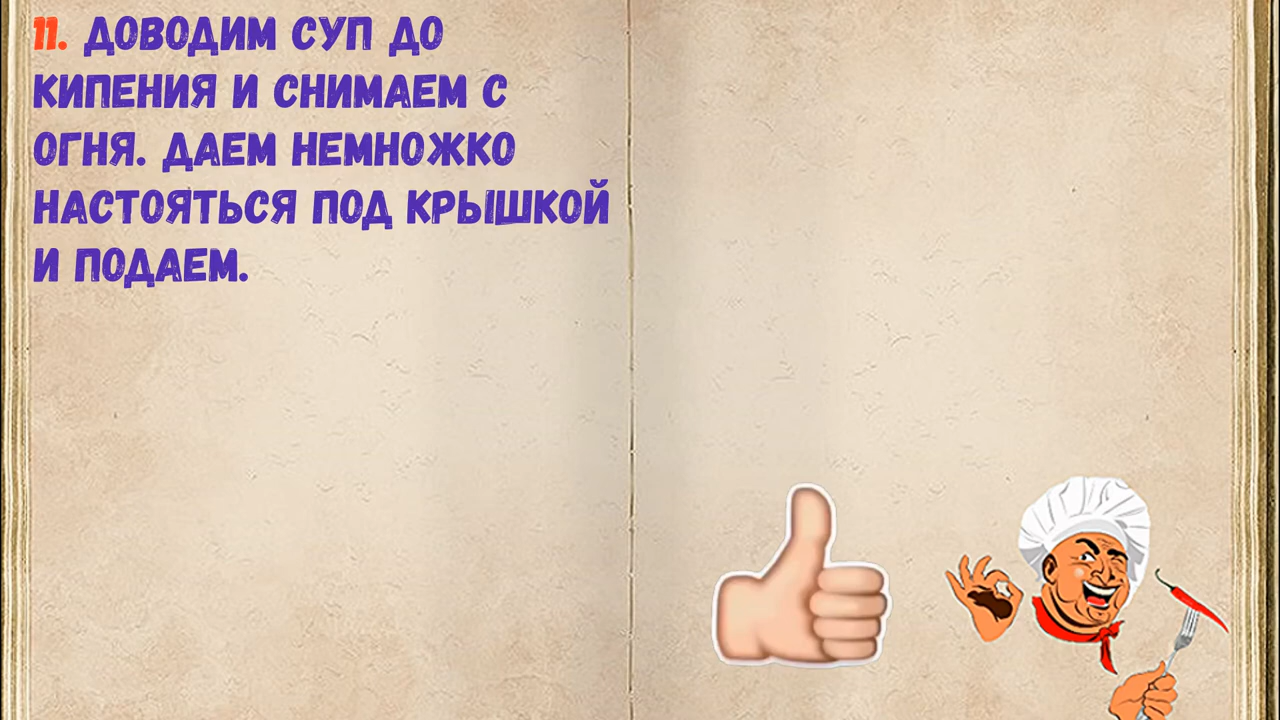 11. ДОВОДИМ СУП ДО
КИПЕНИЯ И СНИМАЕМ С
ОГНЯ. ДАЕМ НЕМНОЖКО
НАСТОЯТЬСЯ ПОД КРЫШКОЙ
И ПОДАЕМ.